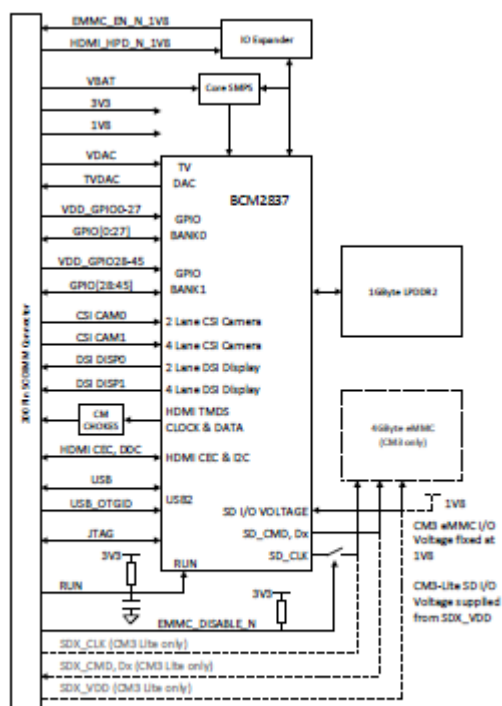 EMMC_EN_N_1V8
IO Expander
HDMI_HPD_N_1V8
VBAT
Core SMPS
3V3
1V8
VDAC
TV
TVDAC
DAC
BCM2837
VDD_GPIO0-27
GPIO
GPIO[0:27]
BANK0
VDD_GPIO28-45
GPIO
GPIO[28:45]
BANK1
1GByte LPDDR2
200 Pin SODIMM Connector
CSI CAM0
2 Lane CSI Camera
CSI CAM1
4 Lane CSI Camera
DSI DISP0
2 Lane DSI Display
DSI DISP1
4 Lane DSI Display
CM
CHOKES
HDMI TMDS
CLOCK & DATA
4GByte eMMC
(CM3 only)
HDMI CEC, DDC
HDMI CEC & I2C
USB
USB2
USB_OTGID
SD I/O VOLTAGE
1V8
JTAG
SD_CMD, Dx
CM3 eMMC I/O
Voltage fixed at
1V8
SD_CLK
3V3
RUN
RUN
3V3
CM3-Lite SD I/O
Voltage supplied
from SDX_VDD
EMMC_DISABLE_N
SDX_CLK (CM3 Lite only)
SDX_CMD, Dx (CM3 Lite only)
SDX_VDD (CM3 Lite only)